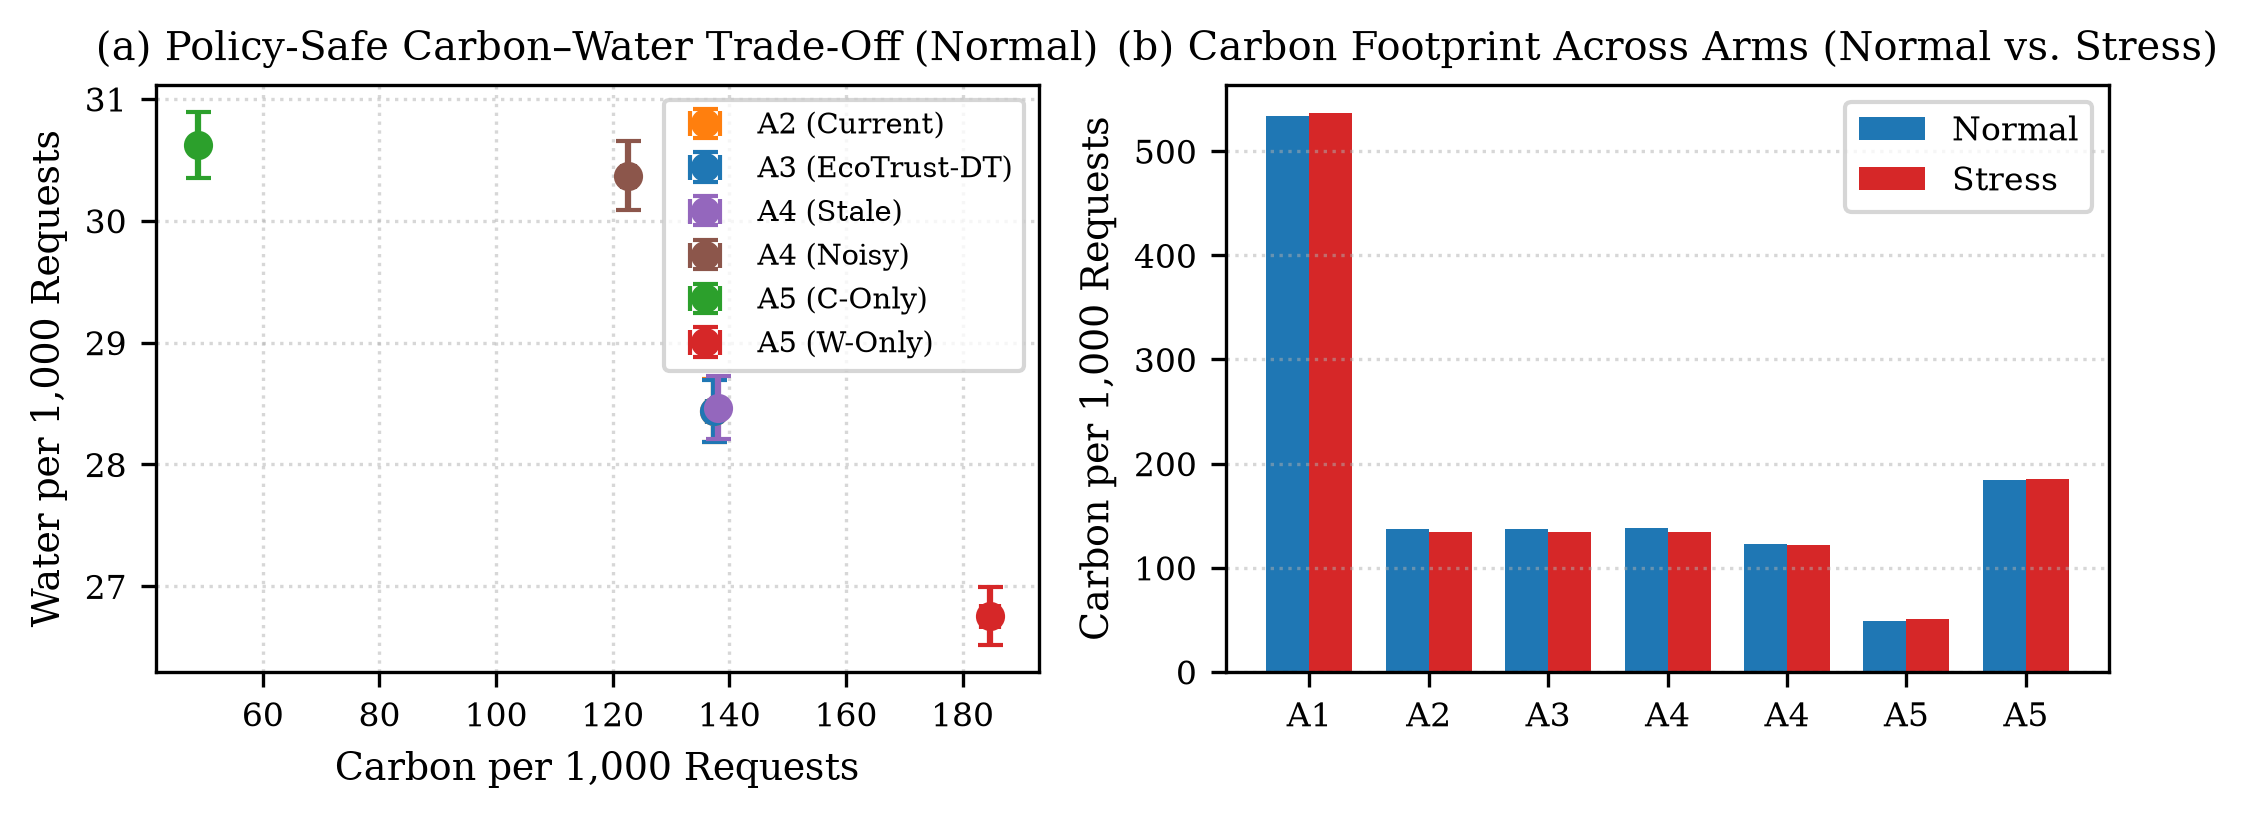 (a) Policy-Safe Carbon–Water Trade-Off (Normal)
Water per 1,000 Requests
31
30
29
28
27
A2 (Current)
A3 (EcoTrust-DT)
A4 (Stale)
A4 (Noisy)
A5 (C-Only)
A5 (W-Only)
60 80 100 120 140 160 180
Carbon per 1,000 Requests
(b) Carbon Footprint Across Arms (Normal vs. Stress)
Carbon per 1,000 Requests
500
400
300
200
100
0
Normal
Stress
A1 A2 A3 A4 A4 A5 A5